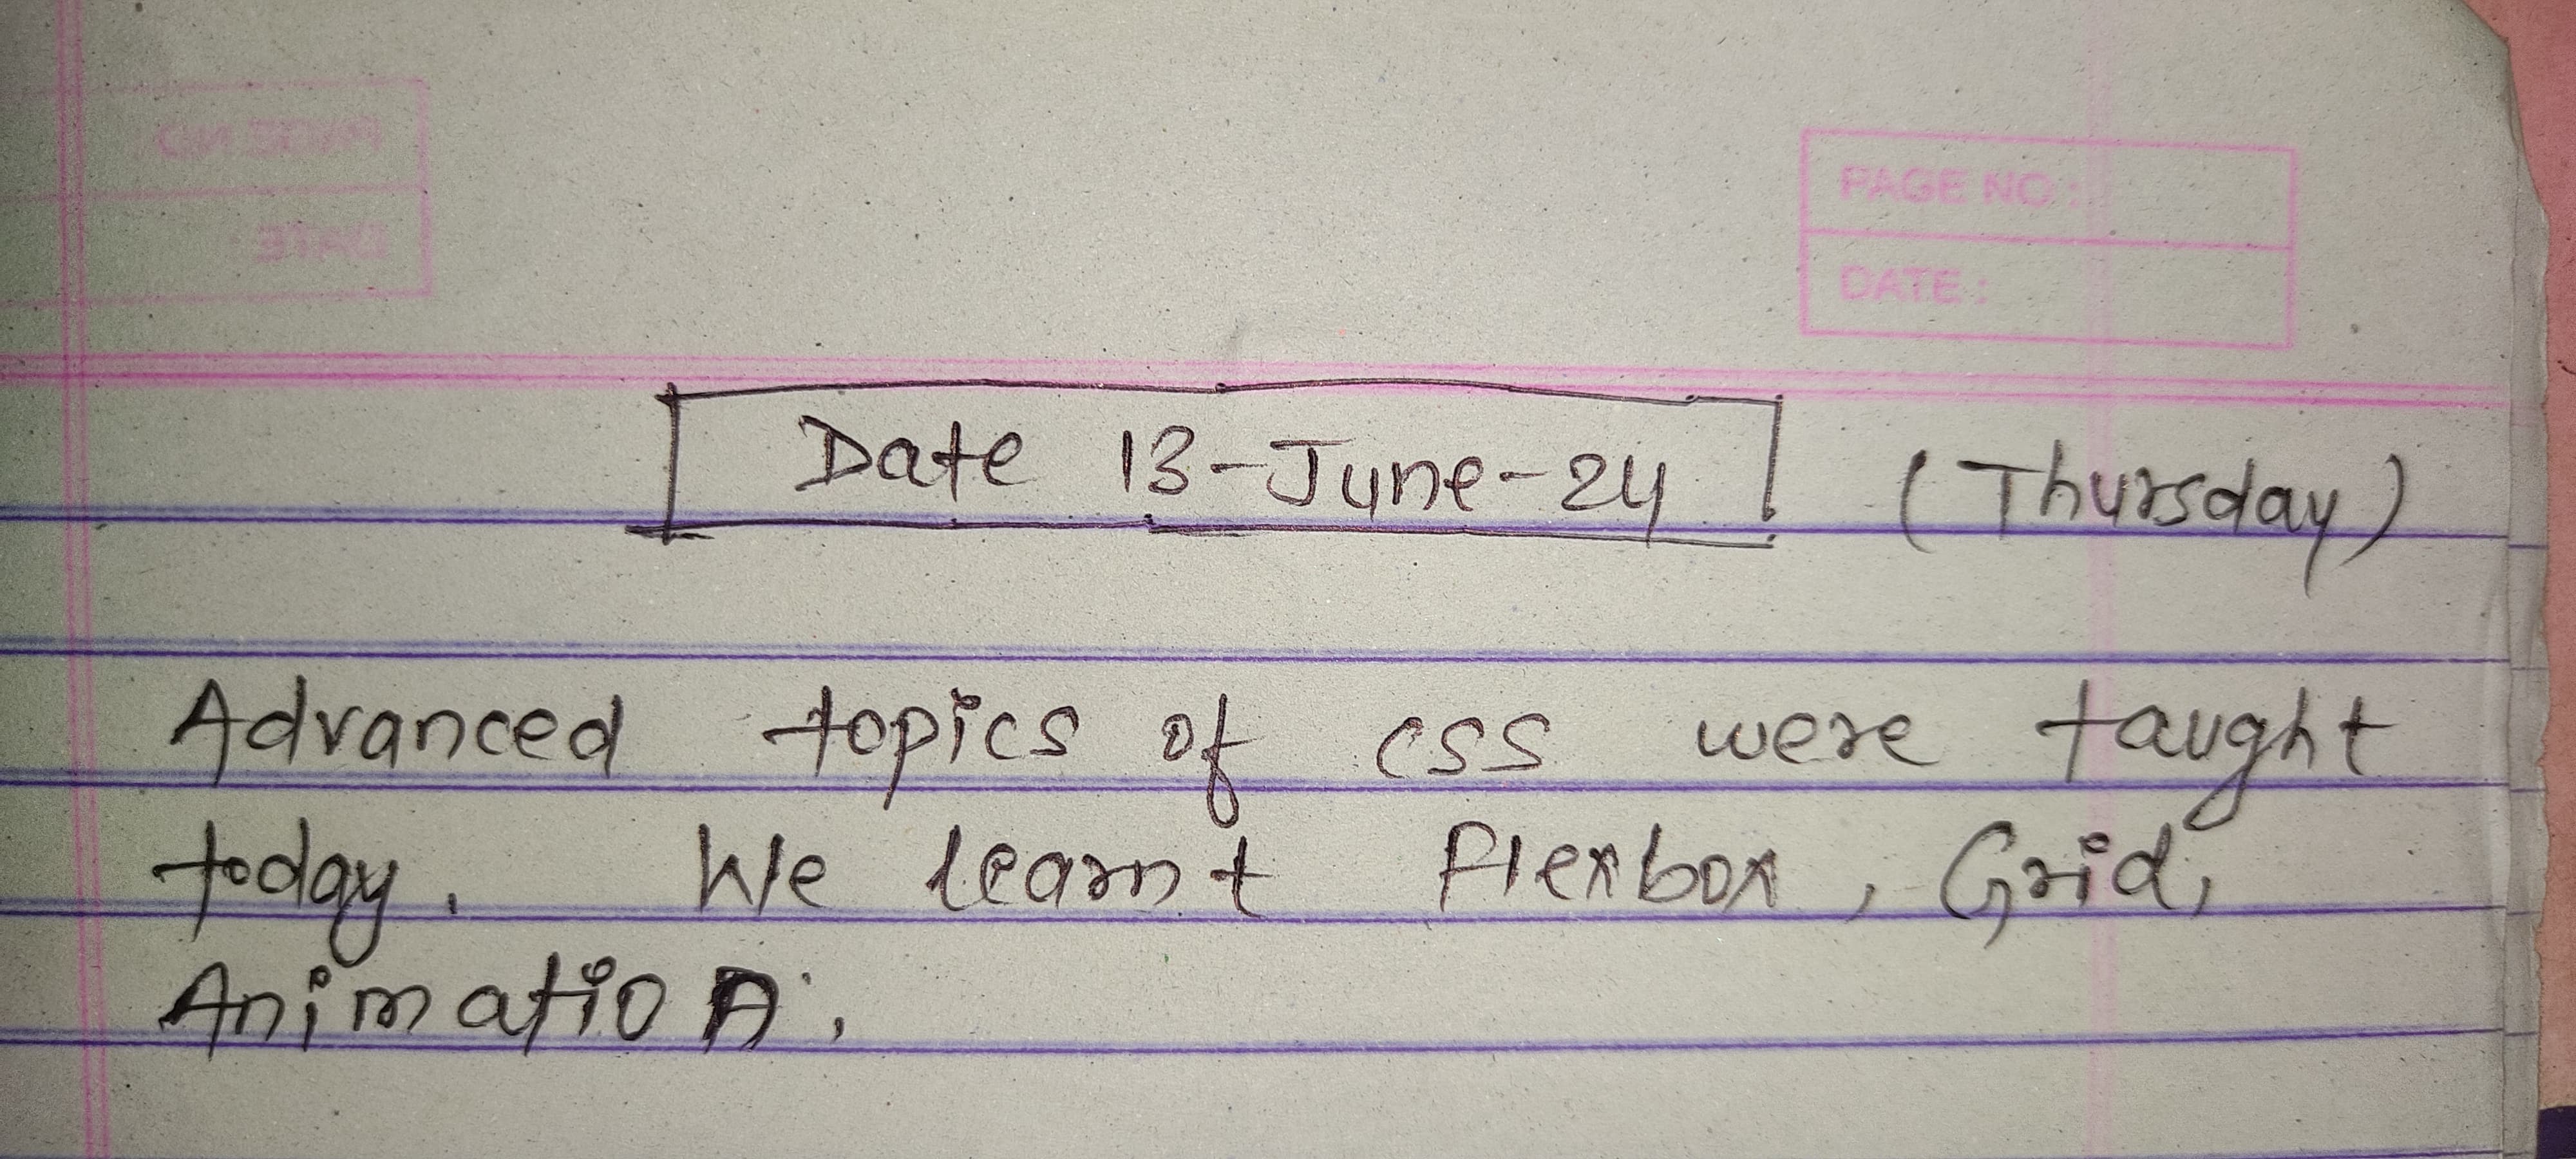 PAGE NO :
DATE :
Date 13-June-24 (Thursday)
Advanced topics of css were taught
today. We learnt flexbox, Grid,
Animation.